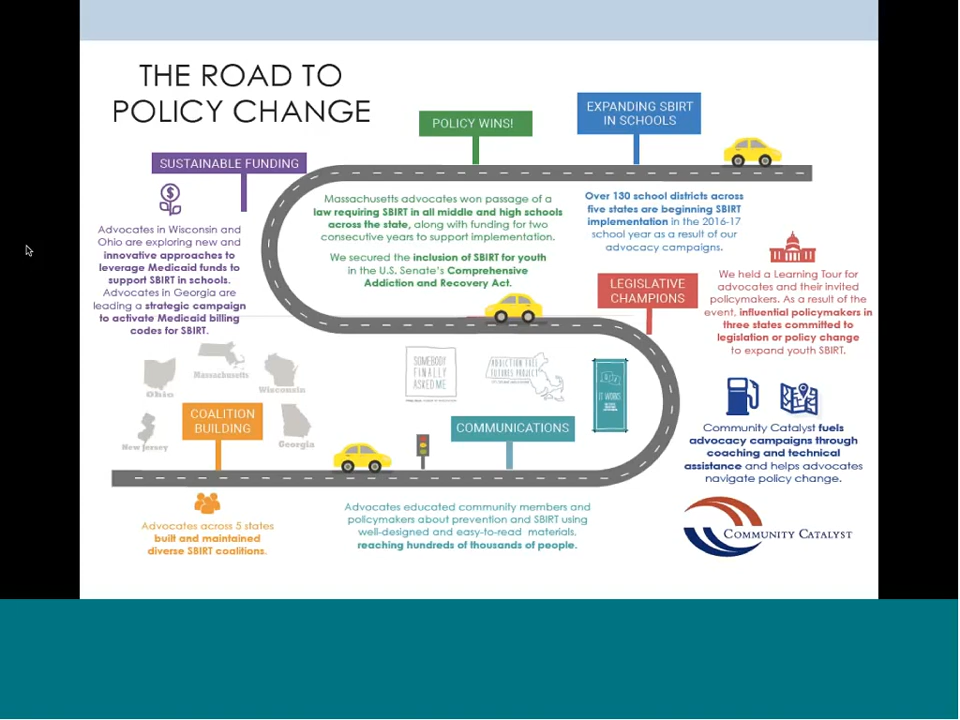 THE ROAD TO
POLICY CHANGE
POLICY WINS!
EXPANDING SBIRT
IN SCHOOLS
SUSTAINABLE FUNDING
Advocates in Wisconsin and
Ohio are exploring new and
innovative approaches to
leverage Medicaid funds to
support SBIRT in schools.
Advocates in Georgia are
leading a strategic campaign
to activate Medicaid billing
codes for SBIRT.
Massachusetts advocates won passage of a
law requiring SBIRT in all middle and high schools
across the state, along with funding for two
consecutive years to support implementation.
We secured the inclusion of SBIRT for youth
in the U.S. Senate's Comprehensive
Addiction and Recovery Act.
Over 130 school districts across
five states are beginning SBIRT
implementation in the 2016-17
school year as a result of our
advocacy campaigns.
LEGISLATIVE
CHAMPIONS
We held a Learning Tour for
advocates and their invited
policymakers. As a result of the
event, influential policymakers in
three states committed to
legislation or policy change
to expand youth SBIRT.
Ohio
Massachusetts
Wisconsin
New Jersey
Georgia
SOMEBODY
FINALLY
ASKED ME
ADDICTION FREE
FUTURES PROJECT
IT WORKS
COALITION
BUILDING
COMMUNICATIONS
Community Catalyst fuels
advocacy campaigns through
coaching and technical
assistance and helps advocates
navigate policy change.
Advocates across 5 states
built and maintained
diverse SBIRT coalitions.
Advocates educated community members and
policymakers about prevention and SBIRT using
well-designed and easy-to-read materials,
reaching hundreds of thousands of people.
COMMUNITY CATALYST